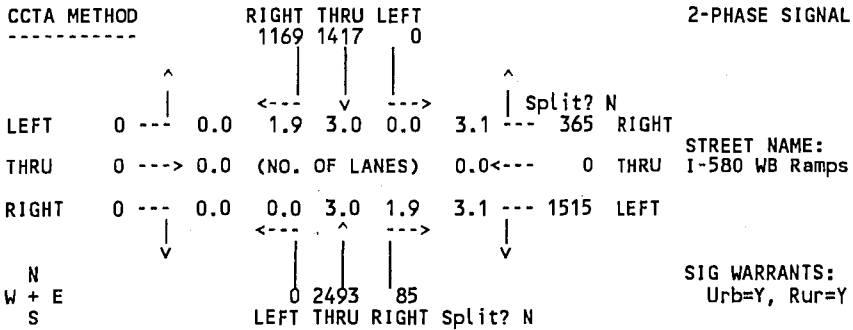 CCTA METHOD RIGHT THRU LEFT 2-PHASE SIGNAL
----------- 1169 1417 0
^ ^
<--- v ---> Split? N
LEFT 0 --- 0.0 1.9 3.0 0.0 3.1 --- 365 RIGHT
STREET NAME:
THRU 0 ---> 0.0 (NO. OF LANES) 0.0<--- 0 THRU I-580 WB Ramps
RIGHT 0 --- 0.0 0.0 3.0 1.9 3.1 --- 1515 LEFT
<--- ^ --->
v v
N SIG WARRANTS:
W + E 0 2493 85 Urb=Y, Rur=Y
S LEFT THRU RIGHT Split? N